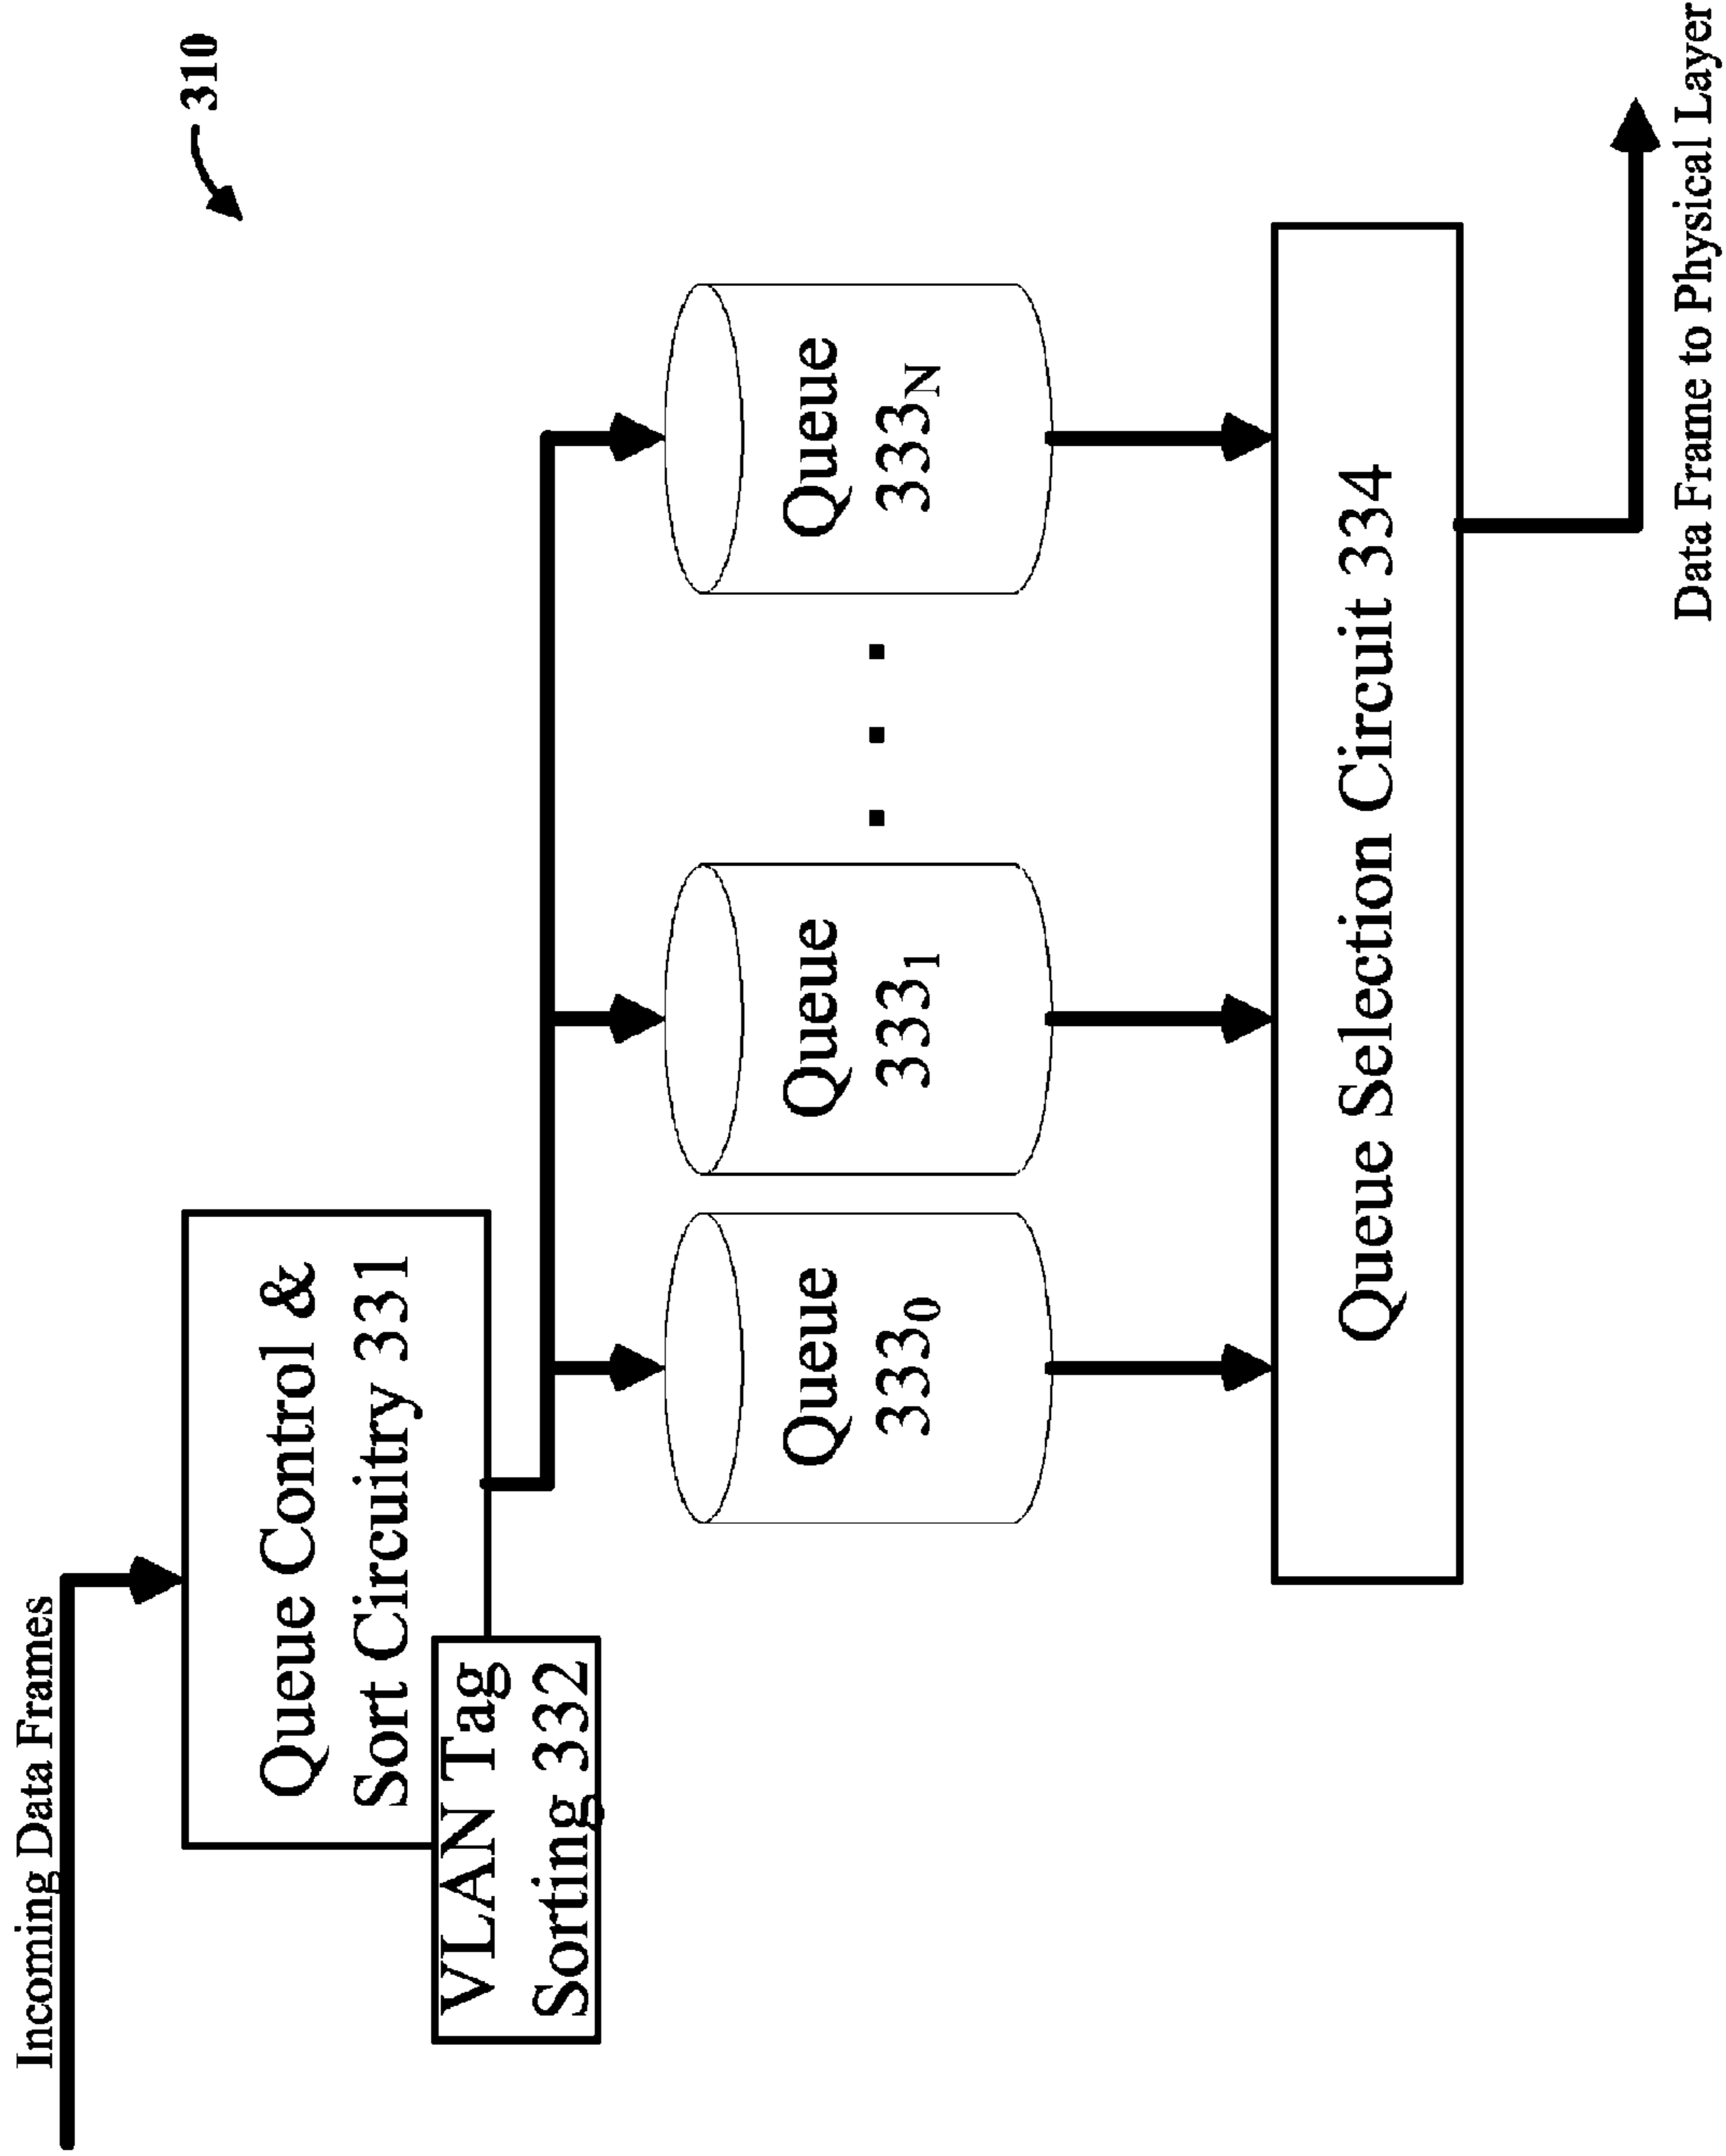 310
Incoming Data Frames
Queue Control &
Sort Circuitry 331
VLAN Tag
Sorting 332
Queue
333₀
Queue
333₁
. . .
Queue
333N
Queue Selection Circuit 334
Data Frame to Physical Layer